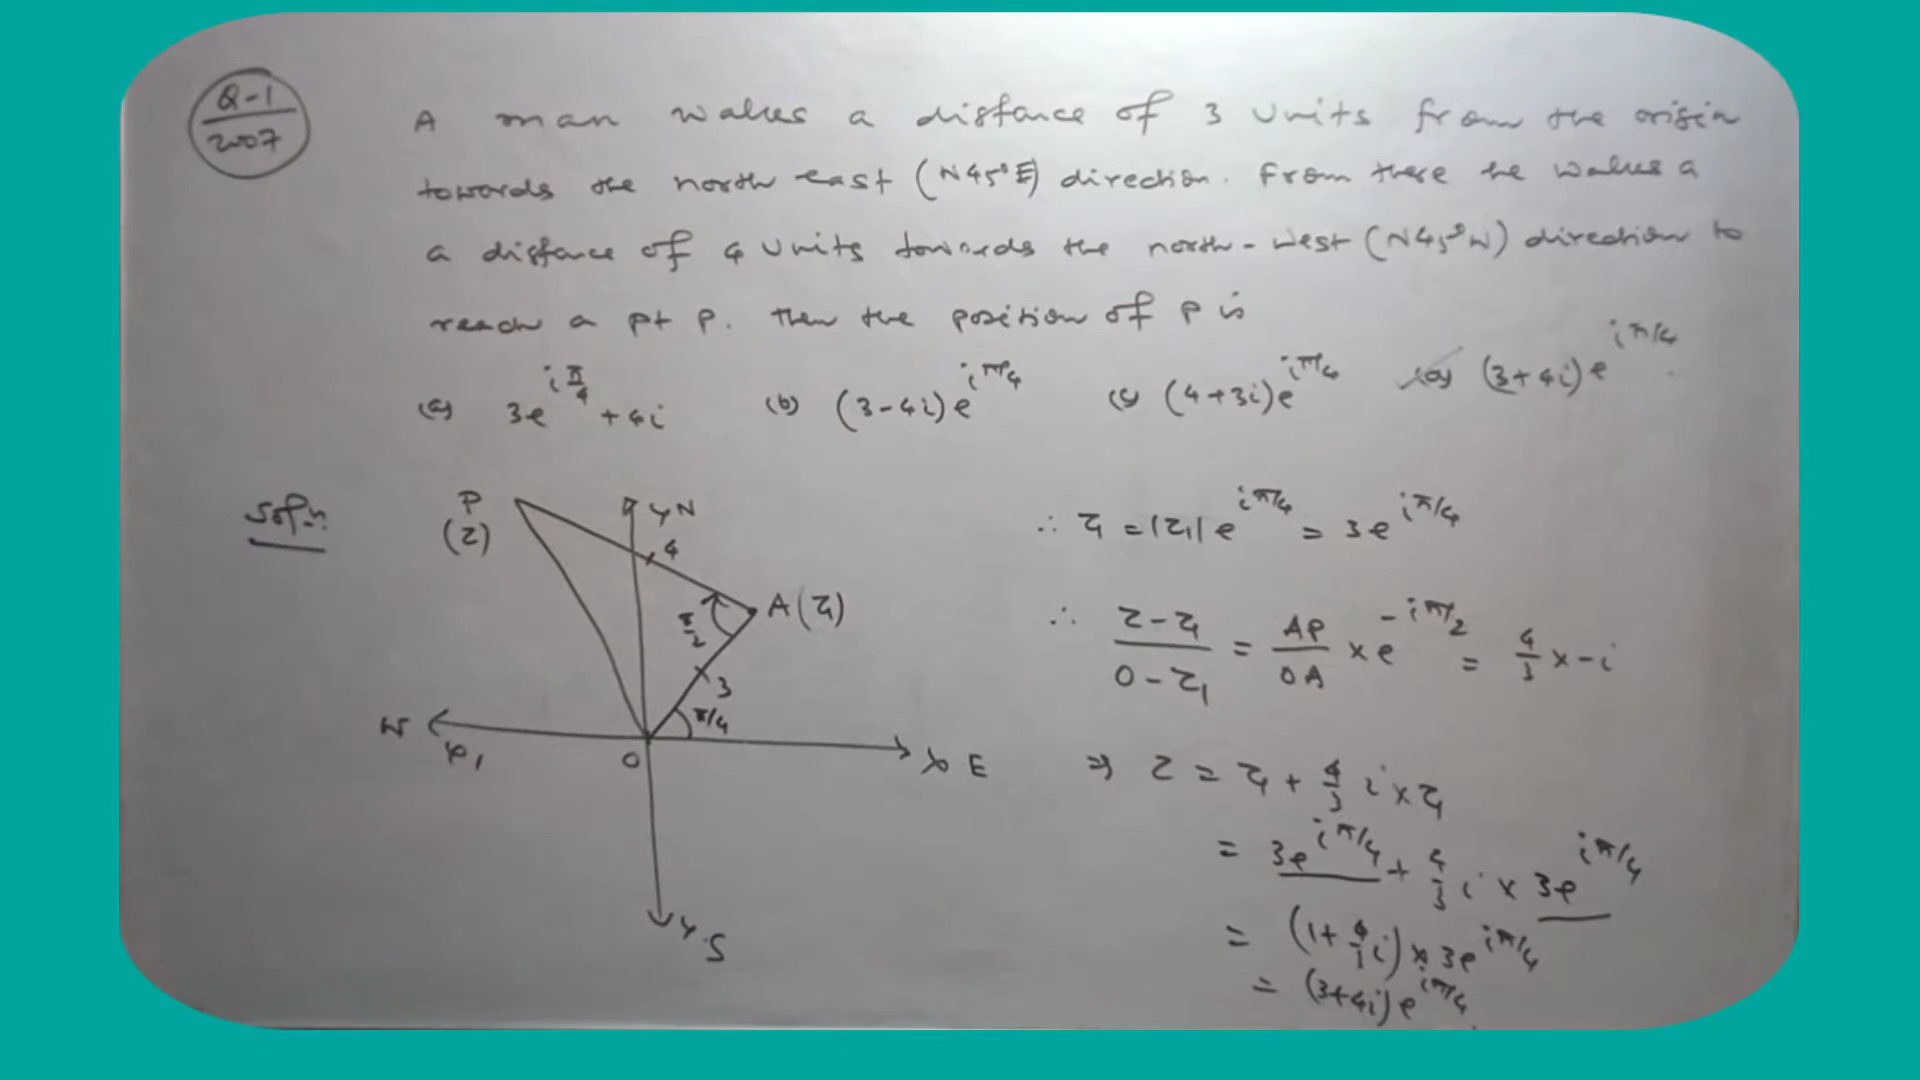 Q-1
2007
A man walks a distance of 3 units from the origin
towards the north east (N45°E) direction. From there he walks a
a distance of 4 units towards the north-west (N45°W) direction to
reach a pt P. Then the position of P is
(a) 3e^{iπ/4} + 4i (b) (3-4i)e^{iπ/4} (c) (4+3i)e^{iπ/4} (d) (3+4i)e^{iπ/4}
Soln
P
(z)
Y N
4
A(z₁)
π/2
3
π/4
W
O
X E
S
∴ z₁ = |z₁| e^{iπ/4} = 3e^{iπ/4}
∴ (z-z₁)/(0-z₁) = AP/OA × e^{-iπ/2} = 4/3 × -i
⇒ z = z₁ + 4/3 i × z₁
= 3e^{iπ/4} + 4/3 i × 3e^{iπ/4}
= (1+4/3 i) × 3e^{iπ/4}
= (3+4i)e^{iπ/4}